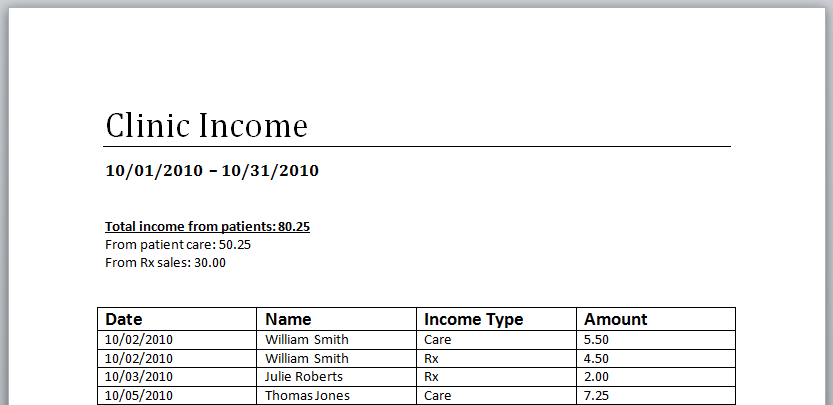 Clinic Income
10/01/2010 – 10/31/2010
Total income from patients: 80.25
From patient care: 50.25
From Rx sales: 30.00
Date Name Income Type Amount
10/02/2010 William Smith Care 5.50
10/02/2010 William Smith Rx 4.50
10/03/2010 Julie Roberts Rx 2.00
10/05/2010 Thomas Jones Care 7.25